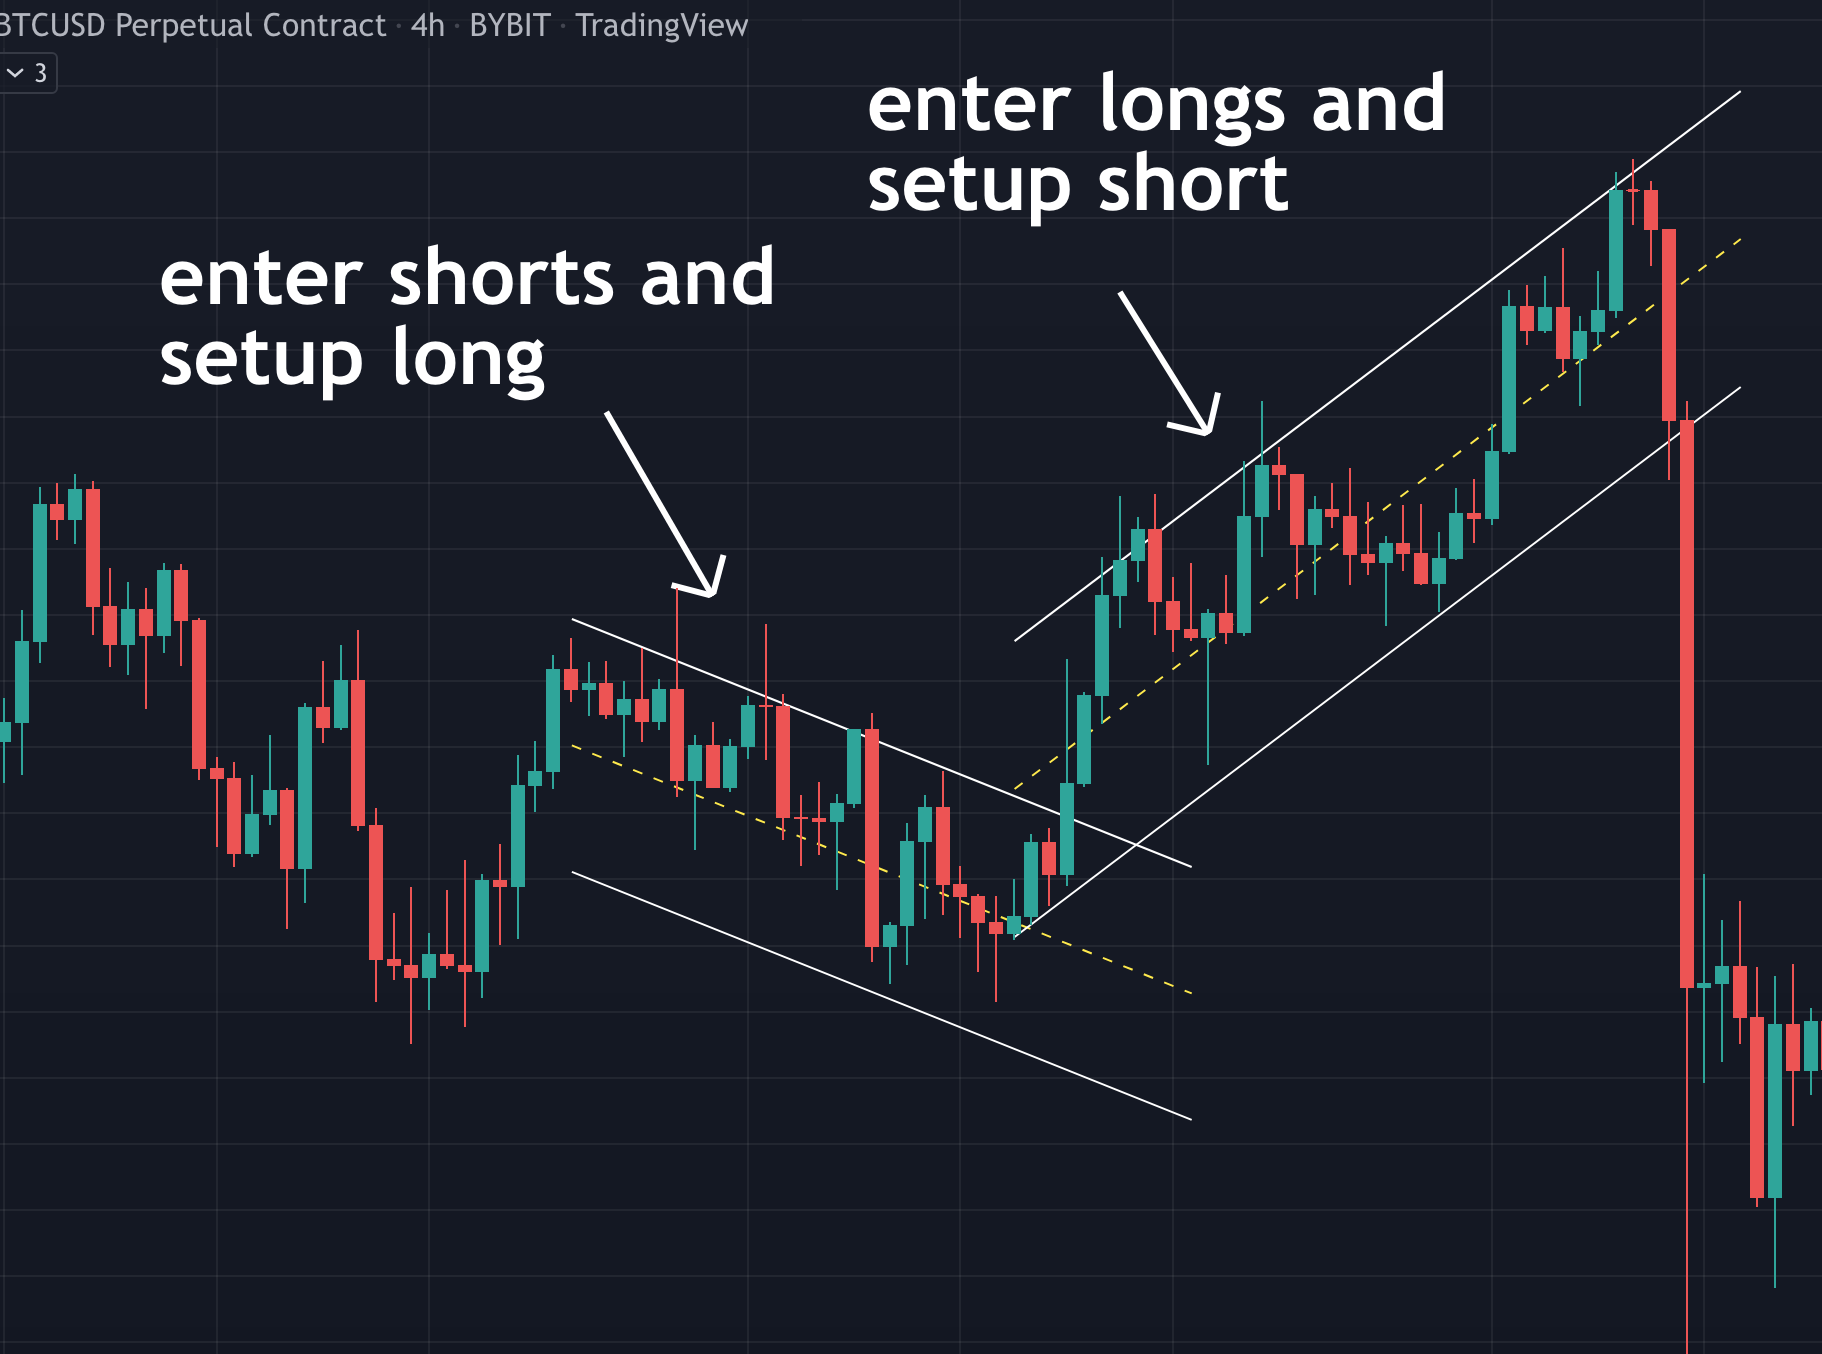 BTCUSD Perpetual Contract · 4h · BYBIT · TradingView
3
enter longs and
setup short
enter shorts and
setup long